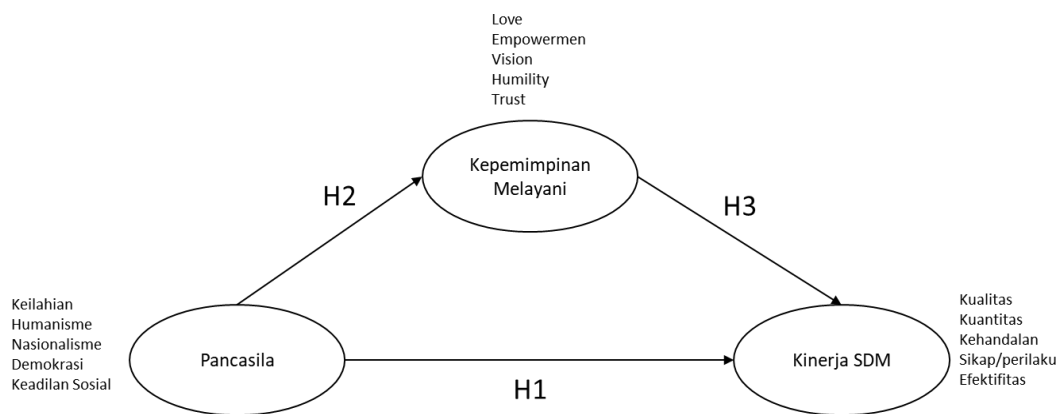 Love
Empowermen
Vision
Humility
Trust
Kepemimpinan
Melayani
H2
H3
Keilahian
Humanisme
Nasionalisme
Demokrasi
Keadilan Sosial
Pancasila
H1
Kinerja SDM
Kualitas
Kuantitas
Kehandalan
Sikap/perilaku
Efektifitas